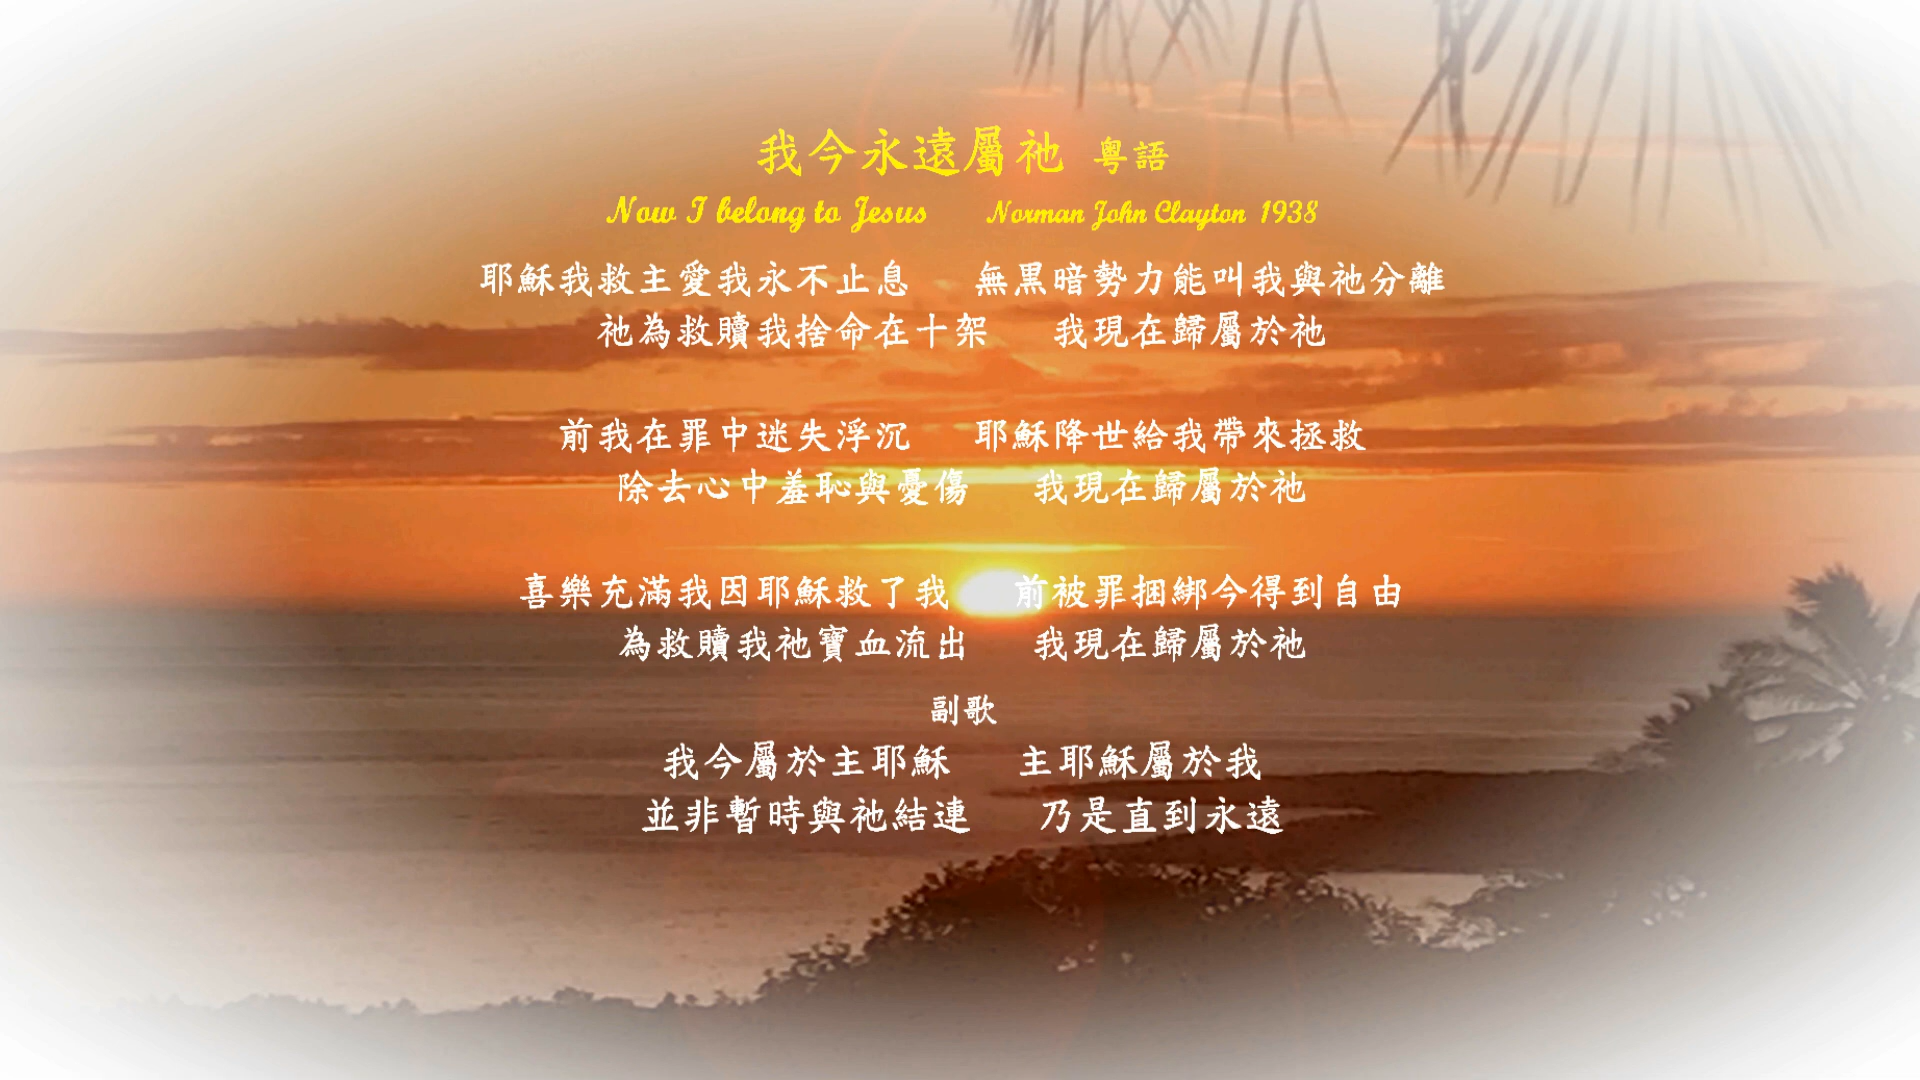 我今永遠屬祂 粵語
Now I belong to Jesus Norman John Clayton 1938
耶穌我救主愛我永不止息 無黑暗勢力能叫我與祂分離
祂為救贖我捨命在十架 我現在歸屬於祂
前我在罪中迷失浮沉 耶穌降世給我帶來拯救
除去心中羞恥與憂傷 我現在歸屬於祂
喜樂充滿我因耶穌救了我 前被罪捆綁今得到自由
為救贖我祂寶血流出 我現在歸屬於祂
副歌
我今屬於主耶穌 主耶穌屬於我
並非暫時與祂結連 乃是直到永遠